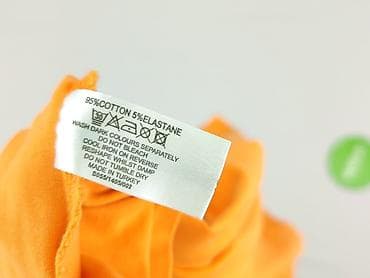 95%COTTON 5%ELASTANE
WASH DARK COLOURS SEPARATELY
DO NOT BLEACH
COOL IRON ON REVERSE
RESHAPE WHILST DAMP
DO NOT TUMBLE DRY
MADE IN TURKEY